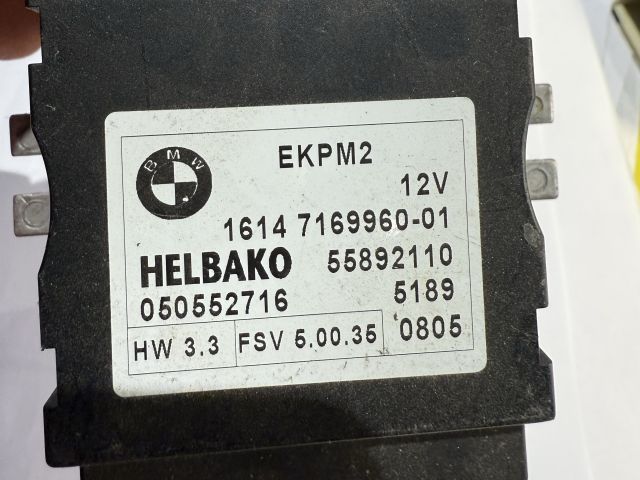 BMW
EKPM2
12V
1614 7169960-01
HELBAKO 55892110
050552716 5189
HW 3.3 FSV 5.00.35 0805